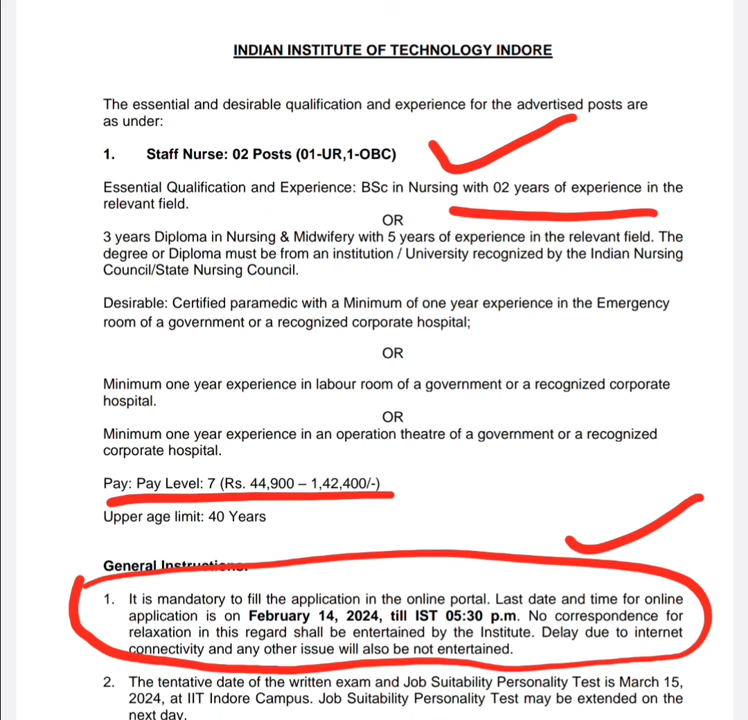 INDIAN INSTITUTE OF TECHNOLOGY INDORE
The essential and desirable qualification and experience for the advertised posts are
as under:
1. Staff Nurse: 02 Posts (01-UR,1-OBC)
Essential Qualification and Experience: BSc in Nursing with 02 years of experience in the
relevant field.
OR
3 years Diploma in Nursing & Midwifery with 5 years of experience in the relevant field. The
degree or Diploma must be from an institution / University recognized by the Indian Nursing
Council/State Nursing Council.
Desirable: Certified paramedic with a Minimum of one year experience in the Emergency
room of a government or a recognized corporate hospital;
OR
Minimum one year experience in labour room of a government or a recognized corporate
hospital.
OR
Minimum one year experience in an operation theatre of a government or a recognized
corporate hospital.
Pay: Pay Level: 7 (Rs. 44,900 – 1,42,400/-)
Upper age limit: 40 Years
General Instructions:
1. It is mandatory to fill the application in the online portal. Last date and time for online
application is on February 14, 2024, till IST 05:30 p.m. No correspondence for
relaxation in this regard shall be entertained by the Institute. Delay due to internet
connectivity and any other issue will also be not entertained.
2. The tentative date of the written exam and Job Suitability Personality Test is March 15,
2024, at IIT Indore Campus. Job Suitability Personality Test may be extended on the
next day.